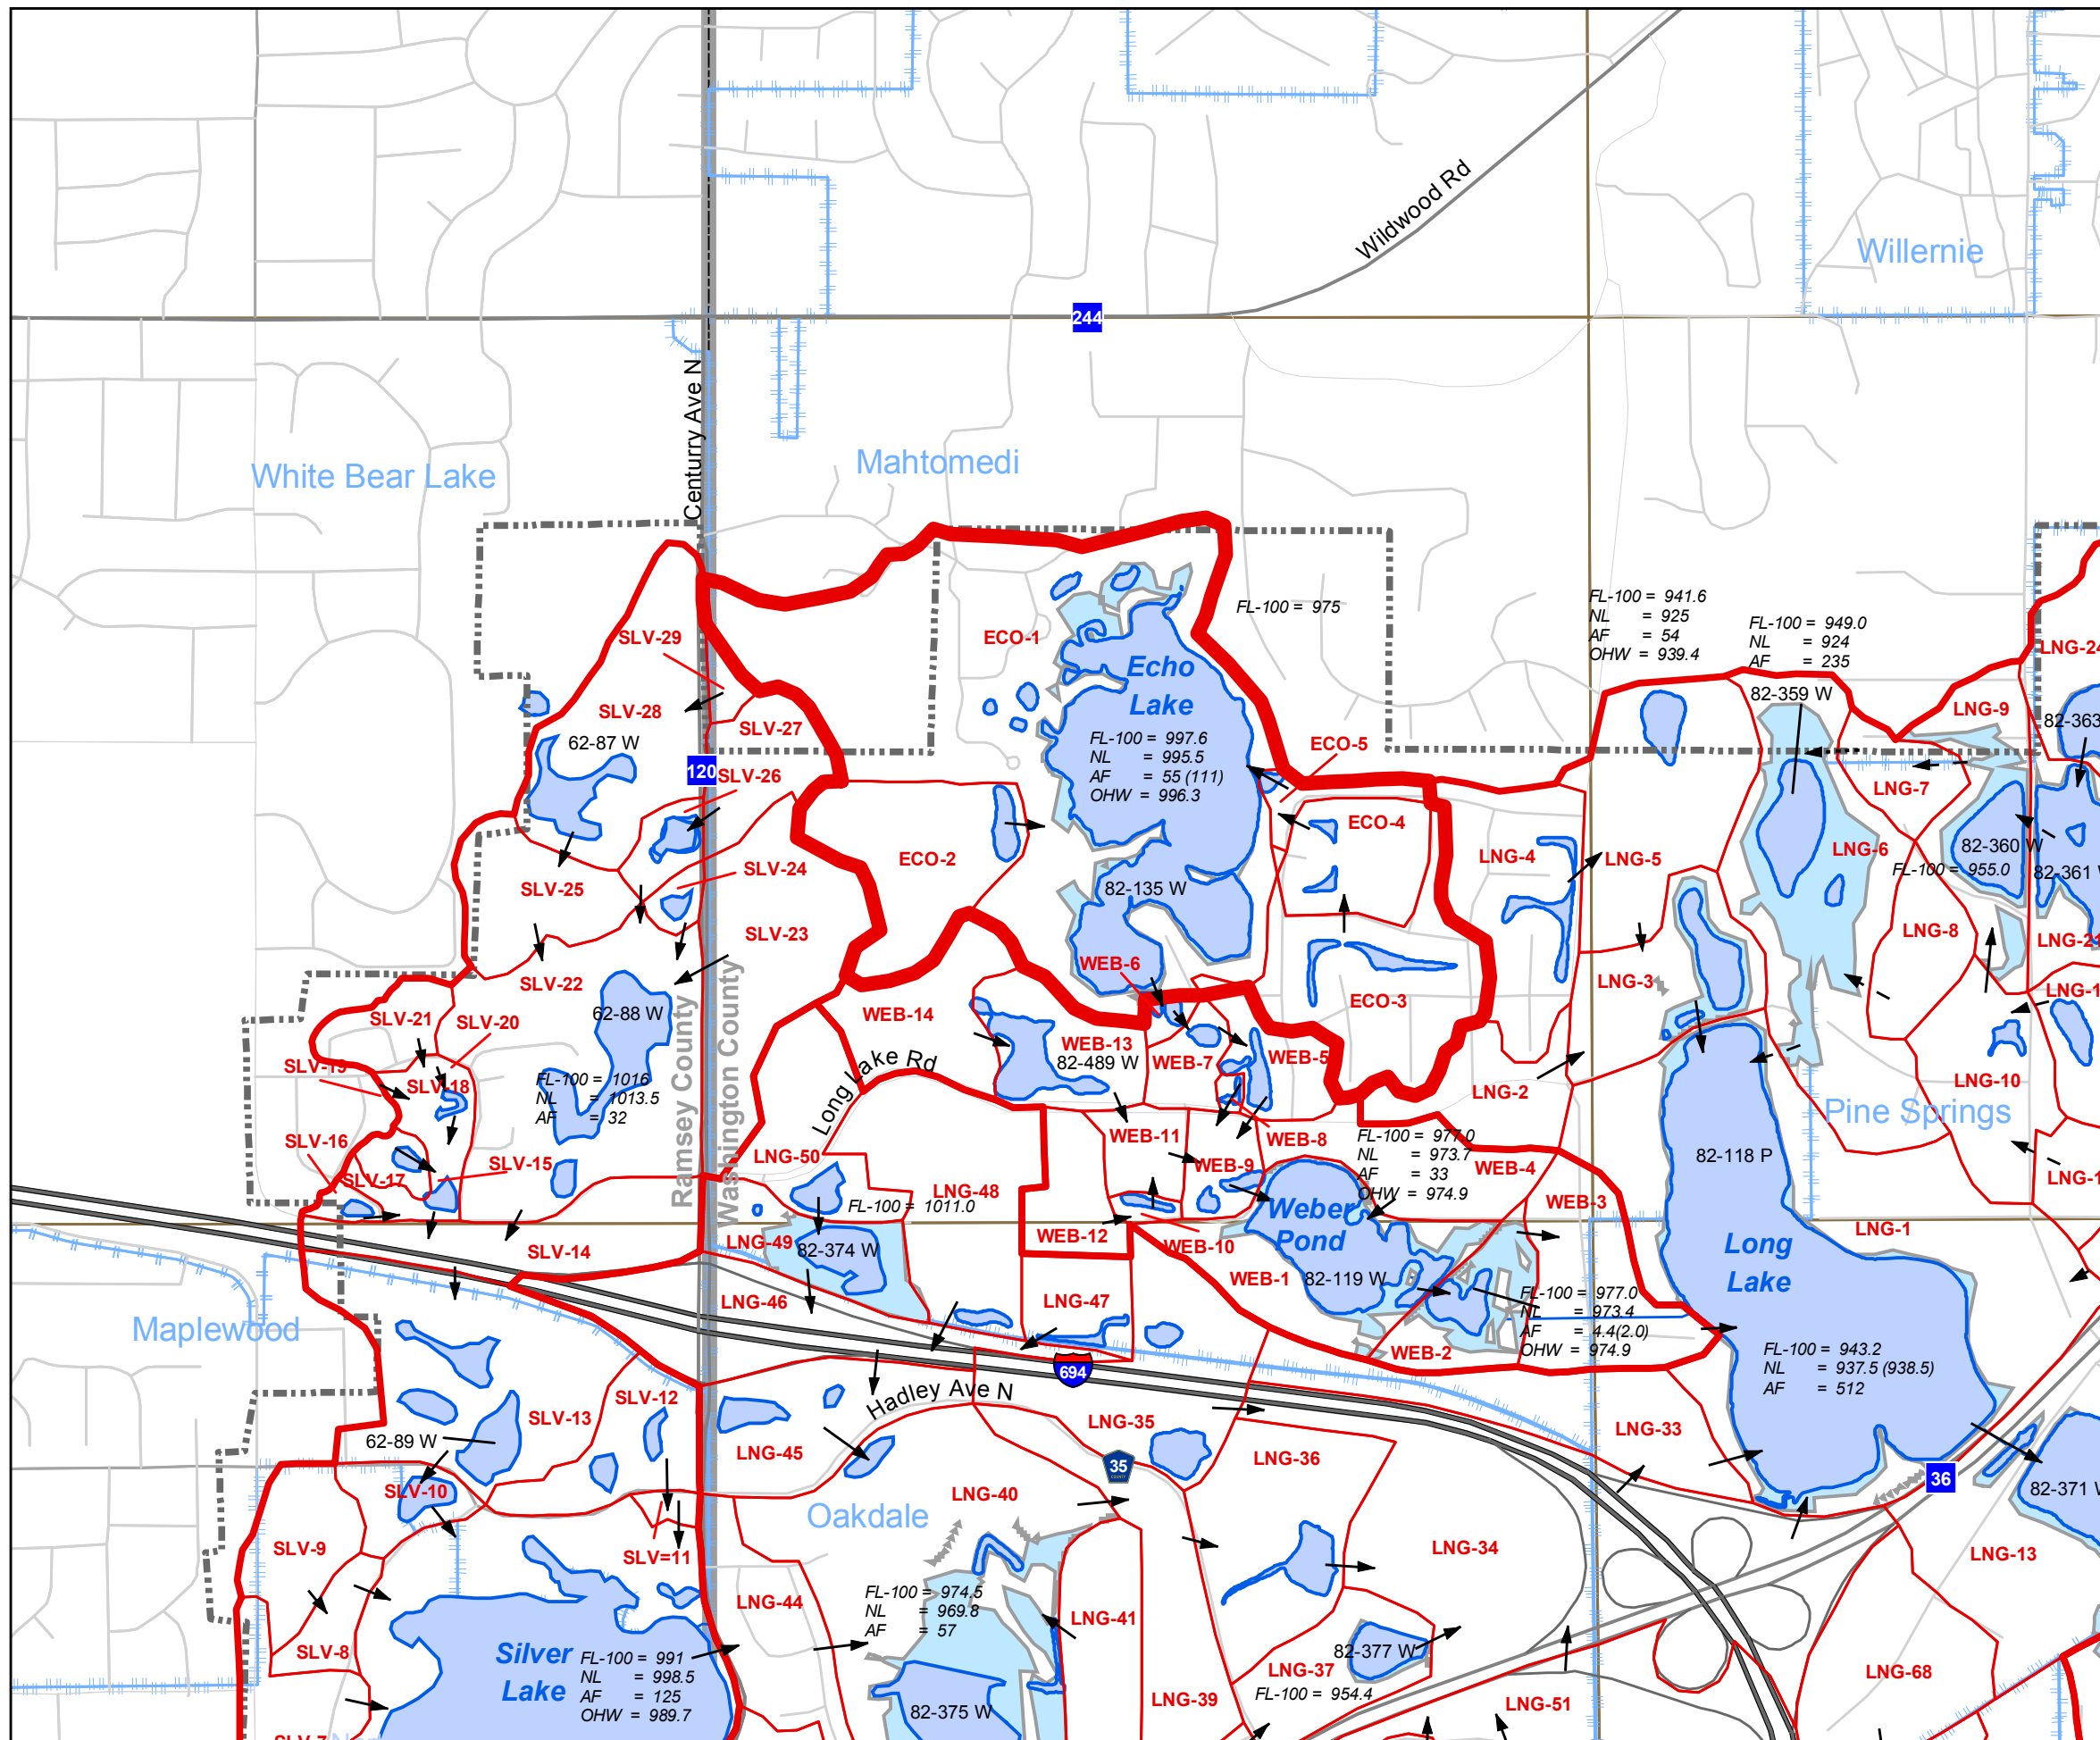 Wildwood Rd
Willernie
244
Centurry Ave N
White Bear Lake
Mahtomedi
FL-100 = 975
FL-100 = 941.6
NL = 925
AF = 54
OHW = 939.4
FL-100 = 949.0
NL = 924
AF = 235
SLV-29
ECO-1
LNG-24
Echo
Lake
82-359 W
SLV-28
SLV-27
LNG-9
82-363
62-87 W
FL-100 = 997.6
NL = 995.5
AF = 55 (111)
OHW = 996.3
ECO-5
120
SLV-26
LNG-7
ECO-4
ECO-2
LNG-4
LNG-5
LNG-6
82-360 W
FL-100 = 955.0
82-361 W
SLV-24
SLV-25
82-135 W
SLV-23
LNG-8
LNG-21
WEB-6
SLV-22
LNG-3
LNG-1
ECO-3
62-88 W
WEB-14
SLV-21
SLV-20
Ramsey County
Washington County
WEB-13
82-489 W
WEB-7
WEB-5
Long Lake Rd
SLV-19
SLV-18
FL-100 = 1016
NL = 1013.5
AF = 32
LNG-2
LNG-10
Pine Springs
SLV-16
WEB-11
WEB-8
FL-100 = 977.0
NL = 973.7
AF = 33
OHW = 974.9
LNG-50
82-118 P
SLV-15
WEB-9
WEB-4
SLV-17
LNG-48
LNG-1
WEB-3
FL-100 = 1011.0
Weber
Pond
LNG-1
WEB-12
WEB-10
LNG-49
82-374 W
SLV-14
Long
Lake
WEB-1
82-119 W
LNG-46
LNG-47
FL-100 = 977.0
NL = 973.4
AF = 4.4(2.0)
OHW = 974.9
Maplewood
WEB-2
FL-100 = 943.2
NL = 937.5 (938.5)
AF = 512
694
Hadley Ave N
SLV-12
SLV-13
LNG-35
LNG-33
62-89 W
LNG-45
LNG-36
35
COUNTY
36
82-371 W
SLV-10
LNG-40
Oakdale
SLV-9
SLV=11
LNG-34
LNG-13
FL-100 = 974.5
NL = 969.8
AF = 57
LNG-44
LNG-41
SLV-8
Silver
Lake
FL-100 = 991
NL = 998.5
AF = 125
OHW = 989.7
82-377 W
LNG-37
FL-100 = 954.4
LNG-68
LNG-39
LNG-51
82-375 W
SLV-7